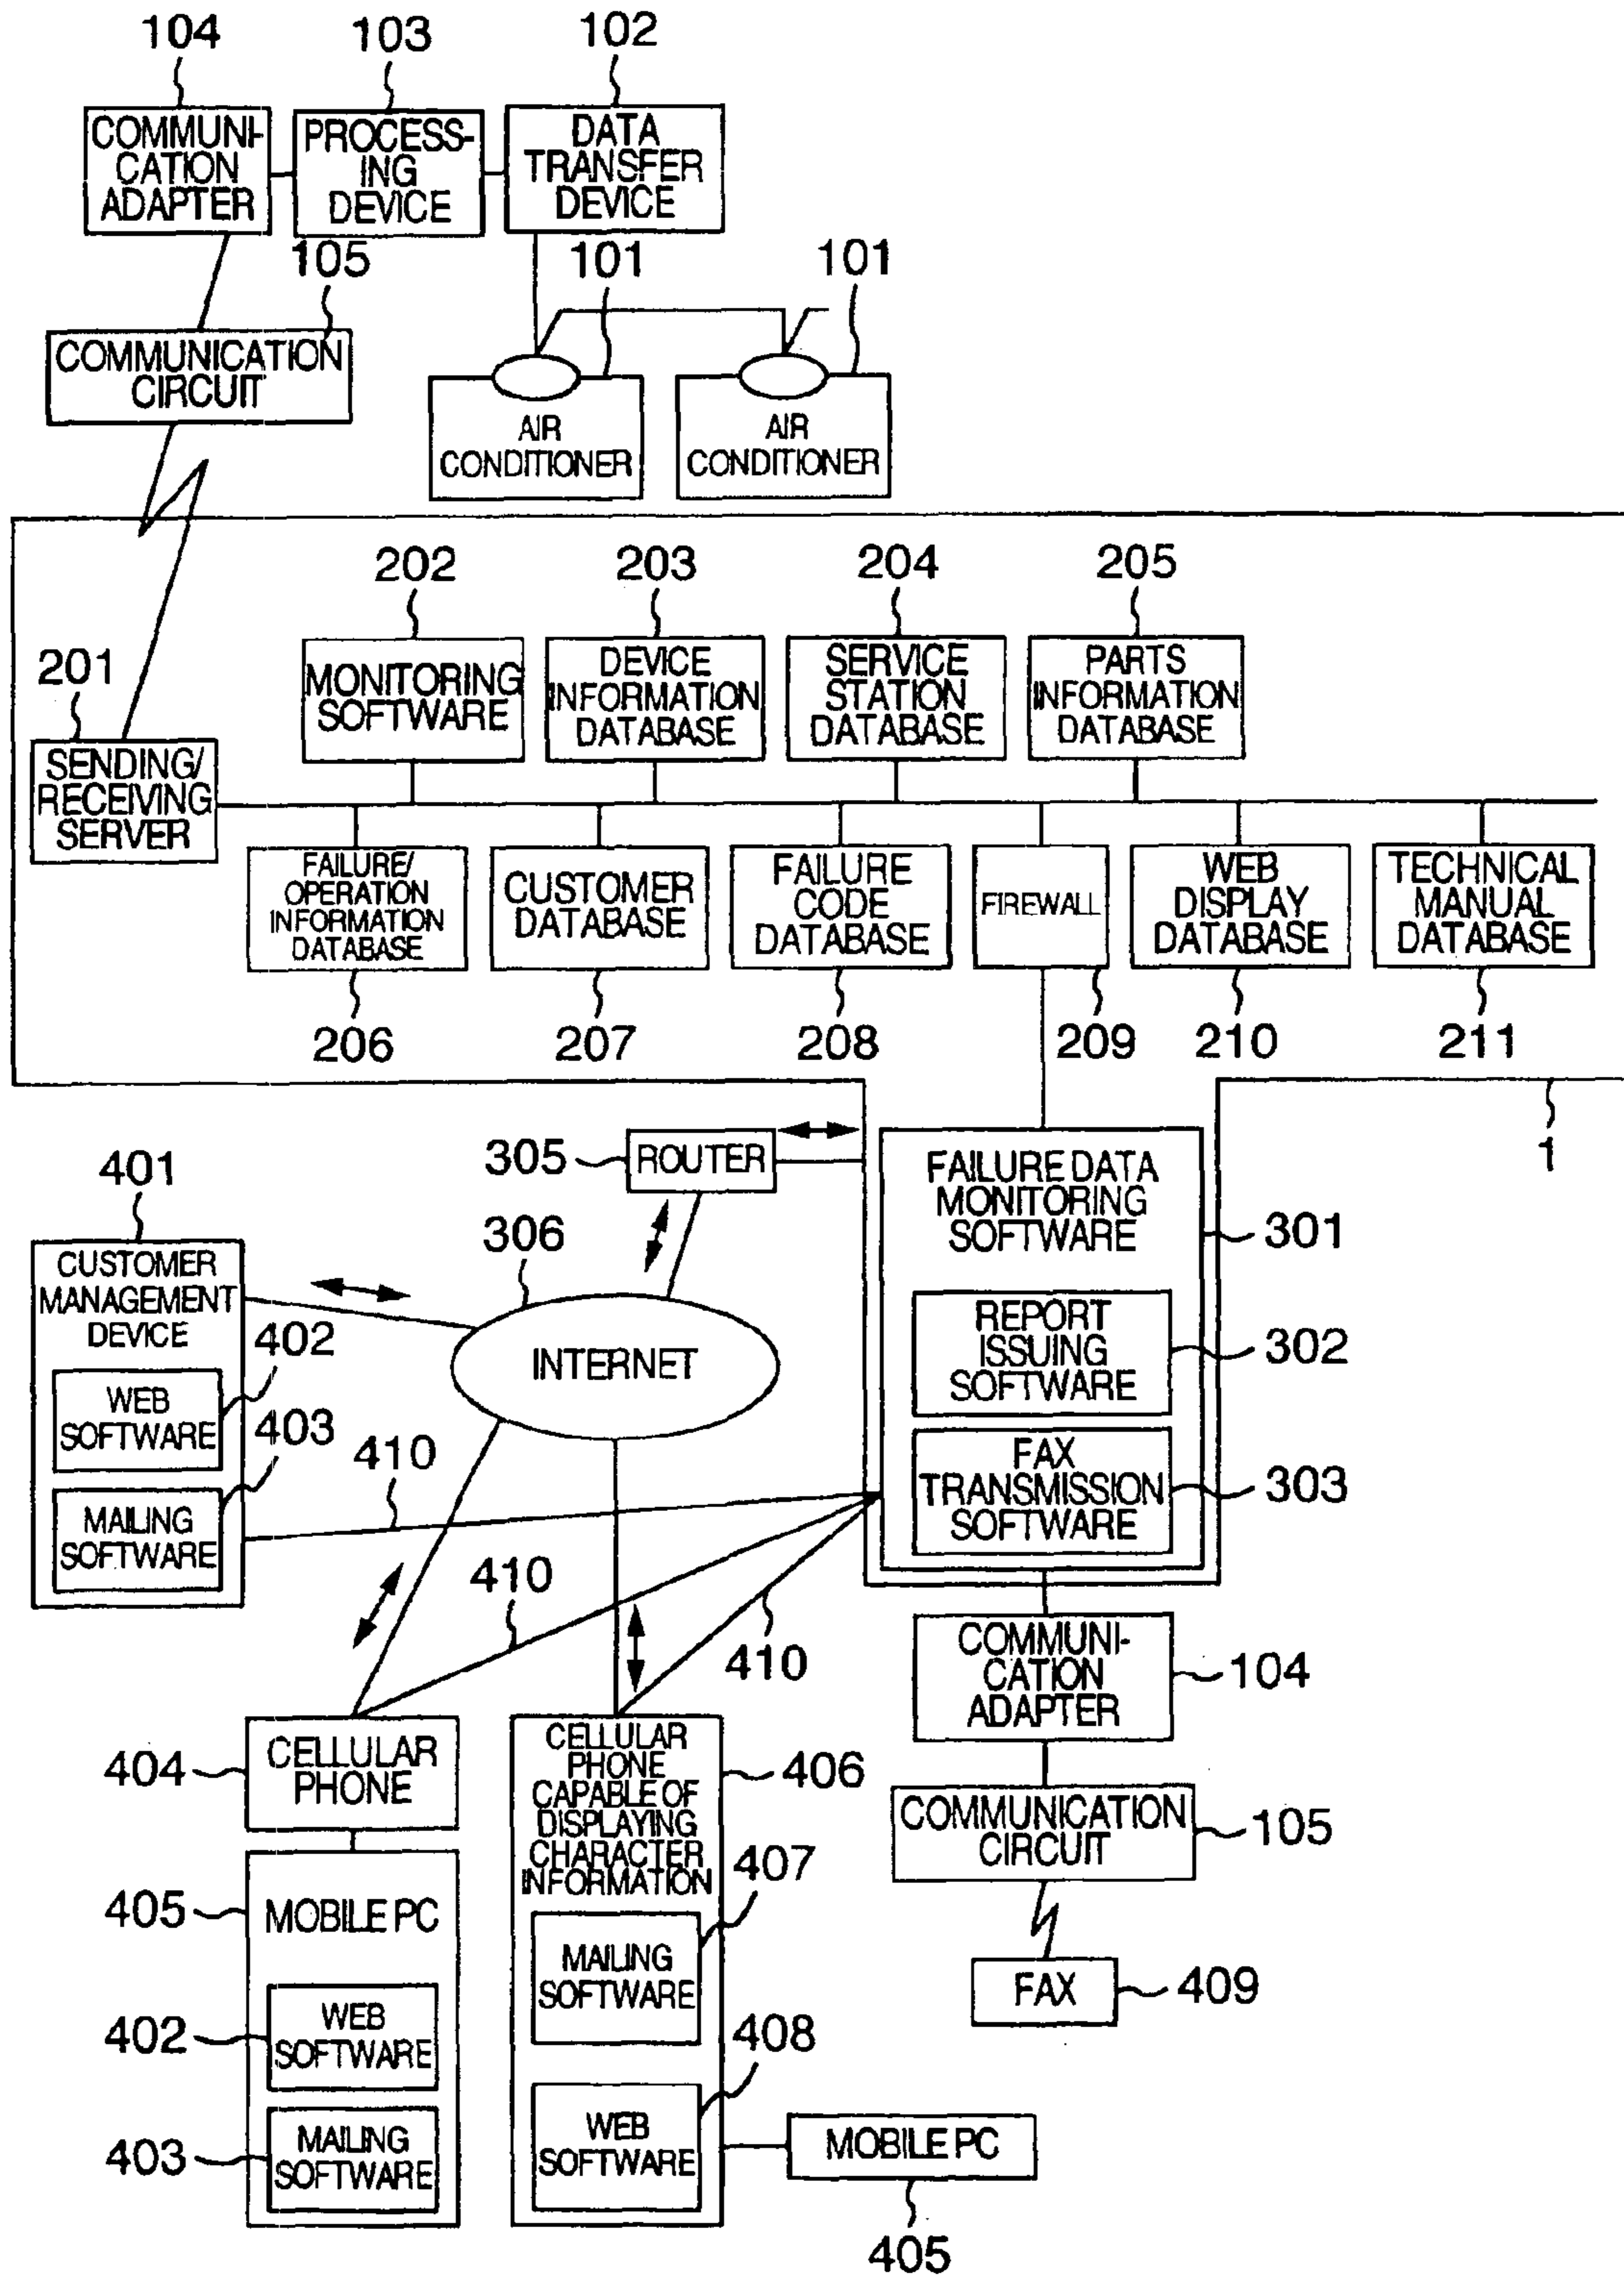 104
103
102
COMMUNI-
CATION
ADAPTER
PROCESS-
ING
DEVICE
DATA
TRANSFER
DEVICE
105
101
101
COMMUNICATION
CIRCUIT
AIR
CONDITIONER
AIR
CONDITIONER
202
203
204
205
201
MONITORING
SOFTWARE
DEVICE
INFORMATION
DATABASE
SERVICE
STATION
DATABASE
PARTS
INFORMATION
DATABASE
SENDING/
RECEIVING
SERVER
FAILURE/
OPERATION
INFORMATION
DATABASE
CUSTOMER
DATABASE
FAILURE
CODE
DATABASE
FIREWALL
WEB
DISPLAY
DATABASE
TECHNICAL
MANUAL
DATABASE
206
207
208
209
210
211
1
305
ROUTER
FAILURE DATA
MONITORING
SOFTWARE
301
REPORT
ISSUING
SOFTWARE
302
FAX
TRANSMISSION
SOFTWARE
303
401
306
CUSTOMER
MANAGEMENT
DEVICE
402
INTERNET
WEB
SOFTWARE
403
410
MAILING
SOFTWARE
410
410
COMMUNI-
CATION
ADAPTER
104
404
CELLULAR
PHONE
CELLULAR
PHONE
CAPABLE OF
DISPLAYING
CHARACTER
INFORMATION
406
COMMUNICATION
CIRCUIT
105
405
MOBILE PC
407
MAILING
SOFTWARE
FAX
409
402
WEB
SOFTWARE
408
403
MAILING
SOFTWARE
WEB
SOFTWARE
MOBILE PC
405